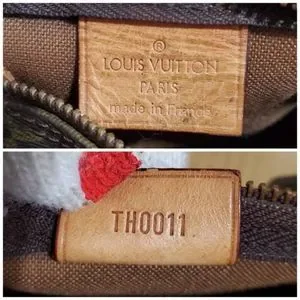 ®
LOUIS VUITTON
PARIS
made in France
TH0011